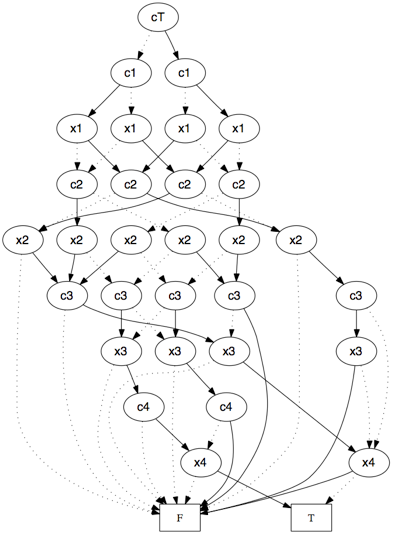 cT
c1 c1
x1 x1 x1 x1
c2 c2 c2 c2
x2 x2 x2 x2 x2 x2
c3 c3 c3 c3 c3
x3 x3 x3 x3
c4 c4
x4 x4
F T